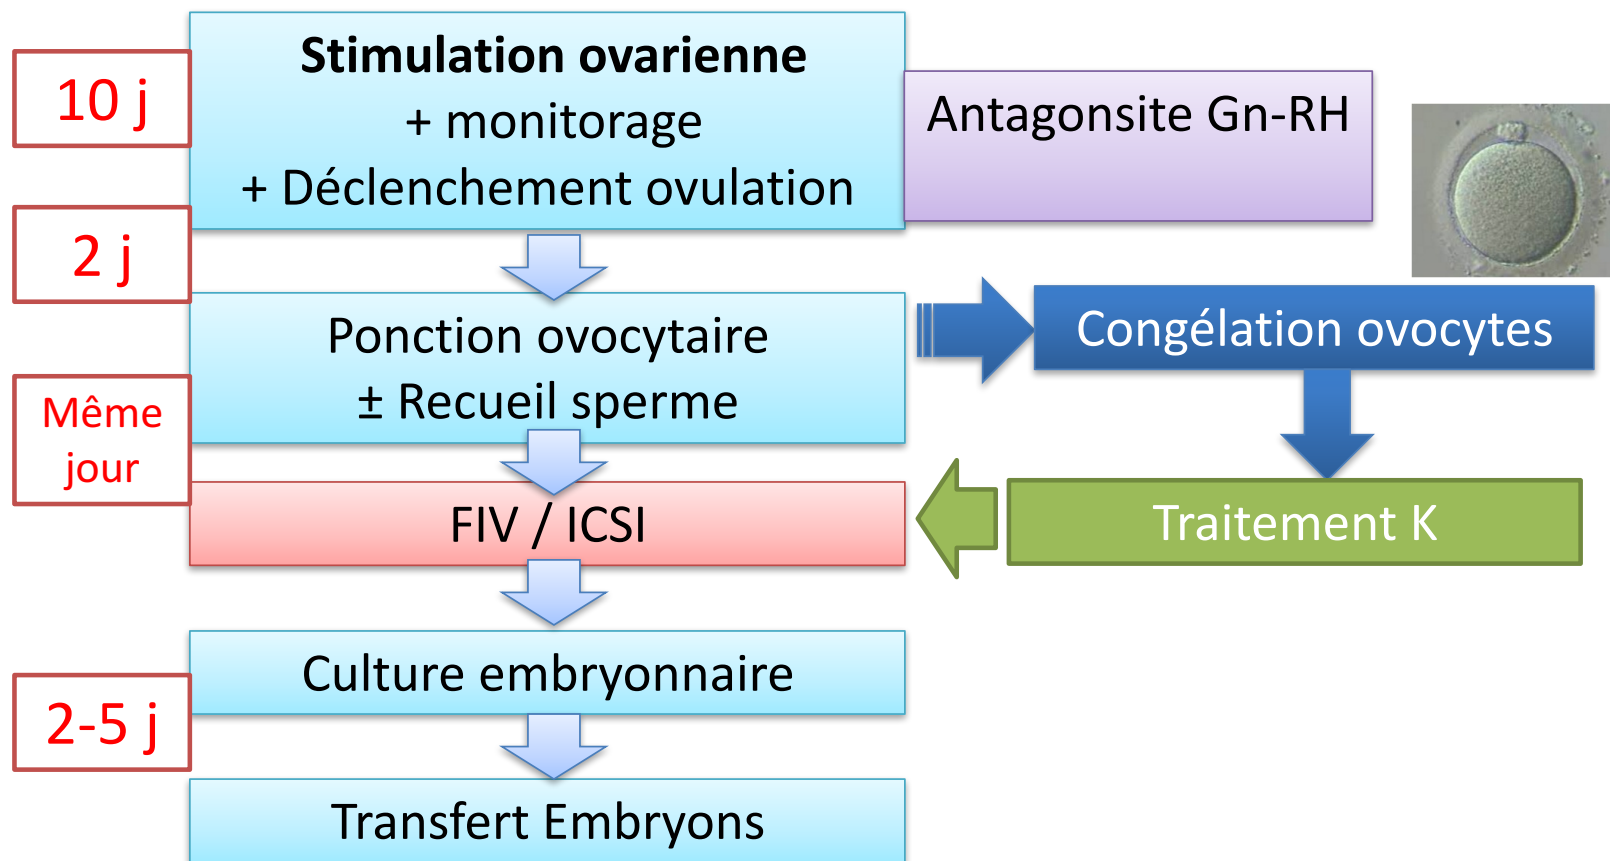 10 j
Stimulation ovarienne
+ monitorage
+ Déclenchement ovulation
Antagonsite Gn-RH
2 j
Ponction ovocytaire
± Recueil sperme
Congélation ovocytes
Même
jour
FIV / ICSI
Traitement K
Culture embryonnaire
2-5 j
Transfert Embryons